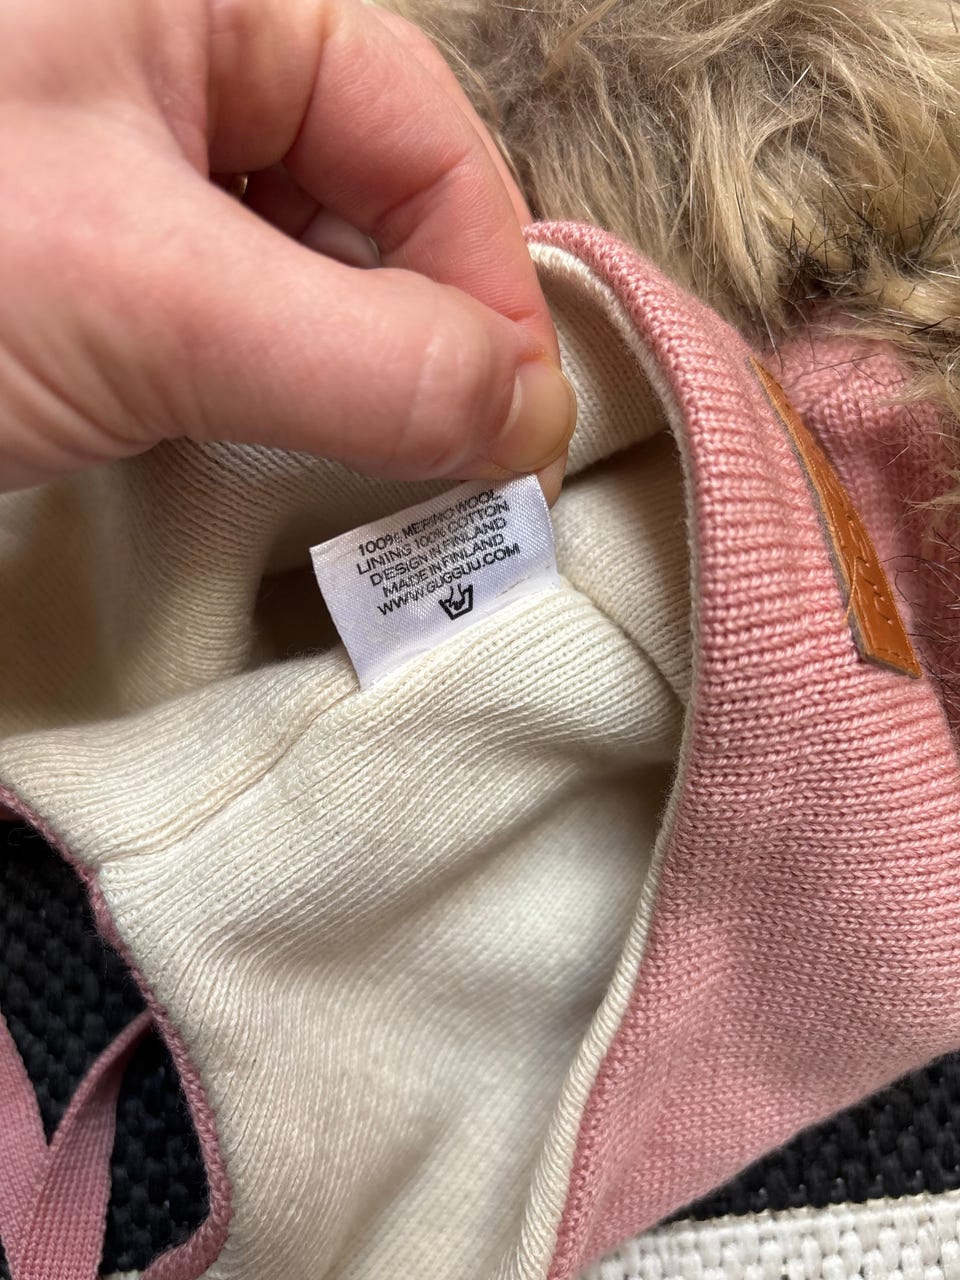 100% MERINO WOOL
LINING 100% COTTON
DESIGN IN FINLAND
MADE IN FINLAND
WWW.GUGGUU.COM